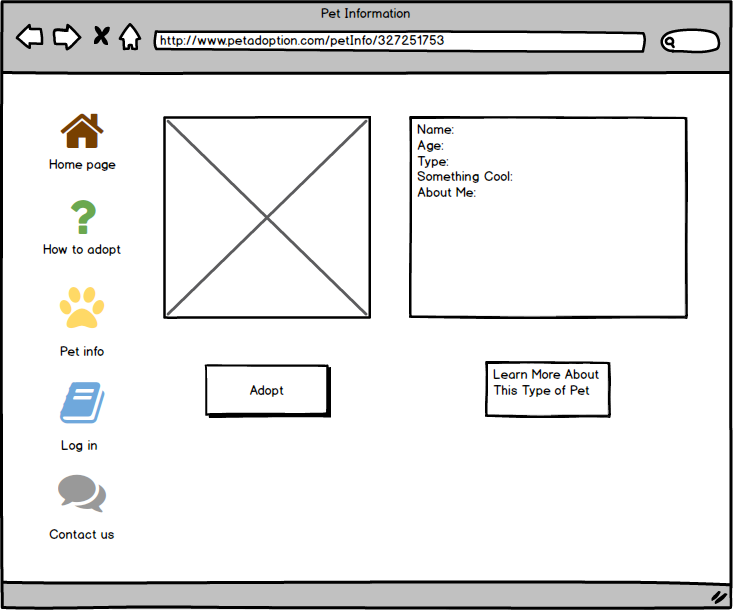 Pet Information
http://www.petadoption.com/petInfo/327251753
Home page
How to adopt
Pet info
Log in
Contact us
Name:
Age:
Type:
Something Cool:
About Me:
Adopt
Learn More About
This Type of Pet